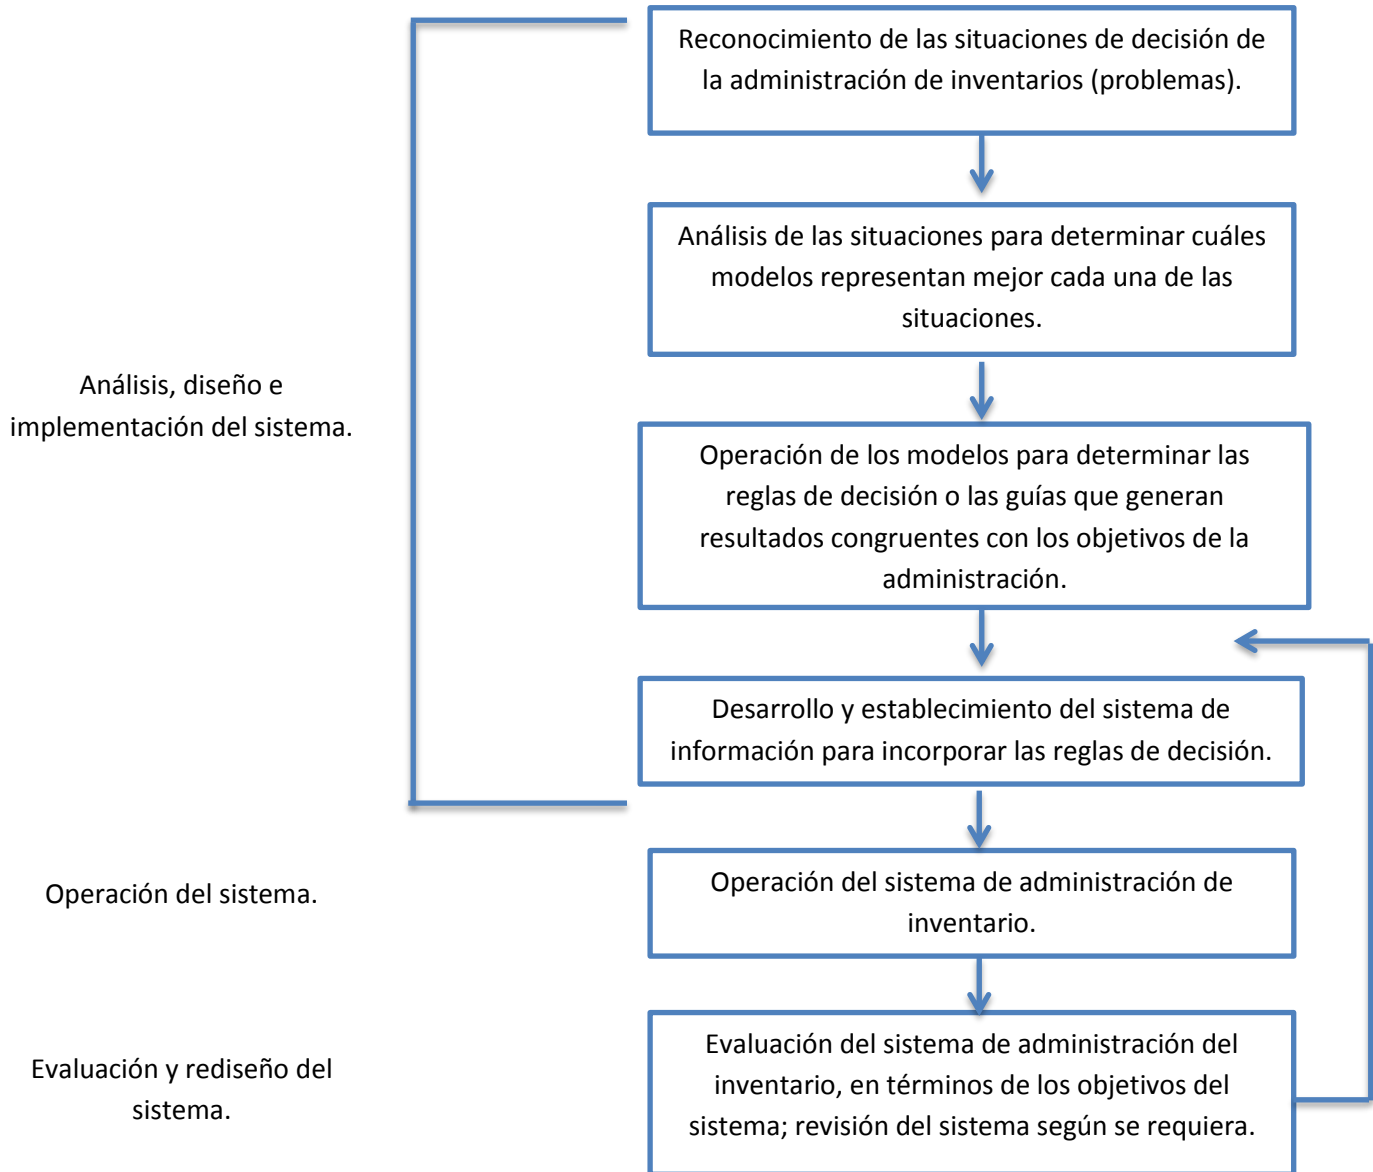 Reconocimiento de las situaciones de decisión de
la administración de inventarios (problemas).
Análisis de las situaciones para determinar cuáles
modelos representan mejor cada una de las
situaciones.
Análisis, diseño e
implementación del sistema.
Operación de los modelos para determinar las
reglas de decisión o las guías que generan
resultados congruentes con los objetivos de la
administración.
Desarrollo y establecimiento del sistema de
información para incorporar las reglas de decisión.
Operación del sistema.
Operación del sistema de administración de
inventario.
Evaluación y rediseño del
sistema.
Evaluación del sistema de administración del
inventario, en términos de los objetivos del
sistema; revisión del sistema según se requiera.